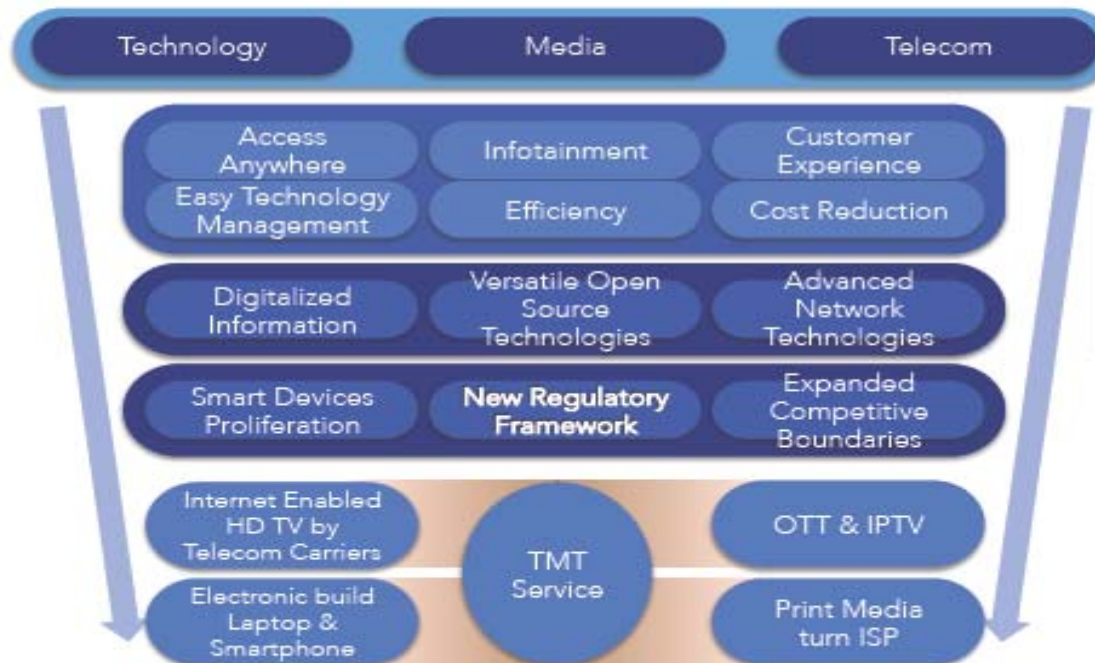 Technology
Media
Telecom
Access
Anywhere
Infotainment
Customer
Experience
Easy Technology
Management
Efficiency
Cost Reduction
Digitalized
Information
Versatile Open
Source
Technologies
Advanced
Network
Technologies
Smart Devices
Proliferation
New Regulatory
Framework
Expanded
Competitive
Boundaries
Internet Enabled
HD TV by
Telecom Carriers
TMT
Service
OTT & IPTV
Electronic build
Laptop &
Smartphone
Print Media
turn ISP